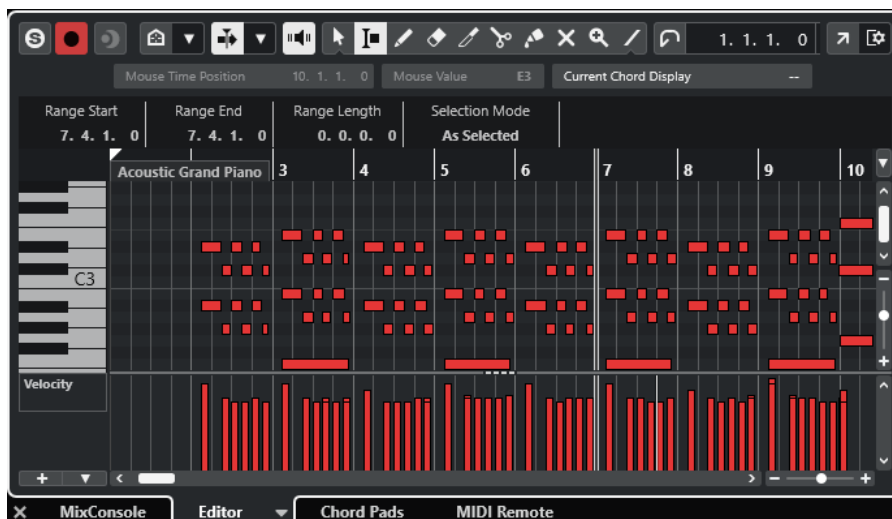 1. 1. 1. 0
Mouse Time Position 10. 1. 1. 0 Mouse Value E3 Current Chord Display --
Range Start Range End Range Length Selection Mode
7. 4. 1. 0 7. 4. 1. 0 0. 0. 0. 0 As Selected
Acoustic Grand Piano 3 4 5 6 7 8 9 10
C3
Velocity
MixConsole Editor Chord Pads MIDI Remote